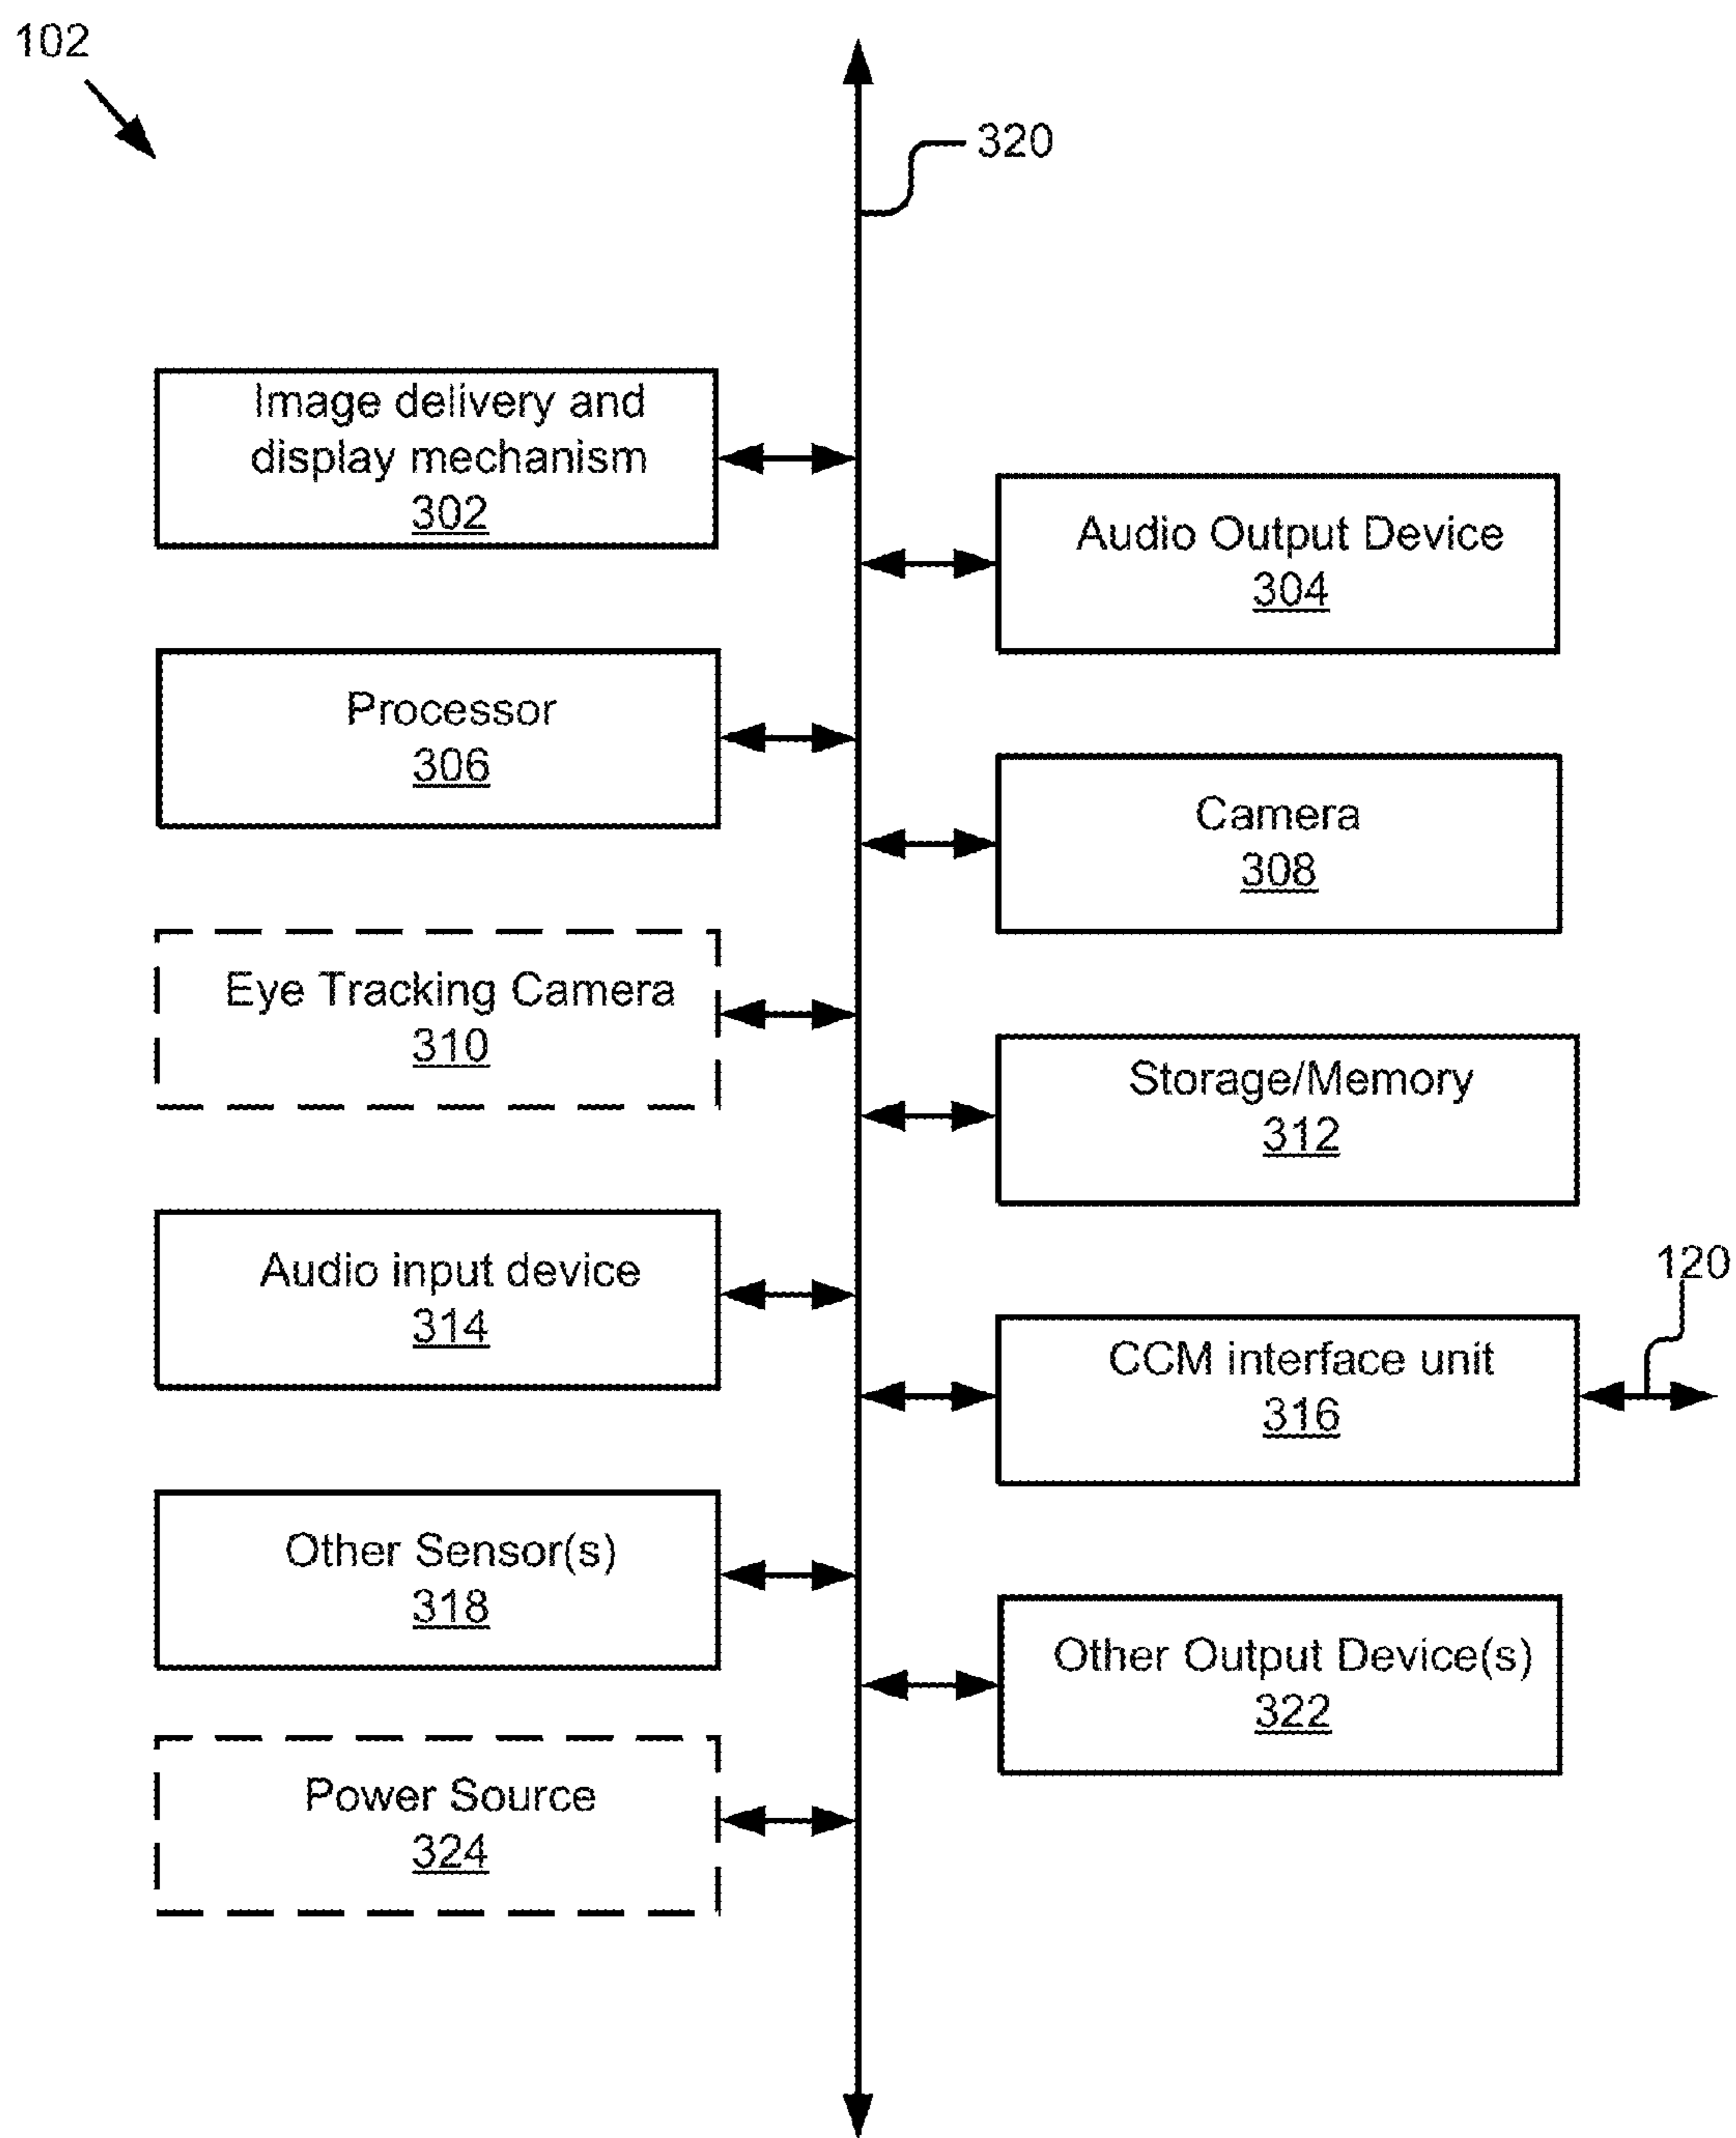 102
320
Image delivery and
display mechanism
302
Audio Output Device
304
Processor
306
Camera
308
Eye Tracking Camera
310
Storage/Memory
312
Audio input device
314
120
CCM interface unit
316
Other Sensor(s)
318
Other Output Device(s)
322
Power Source
324